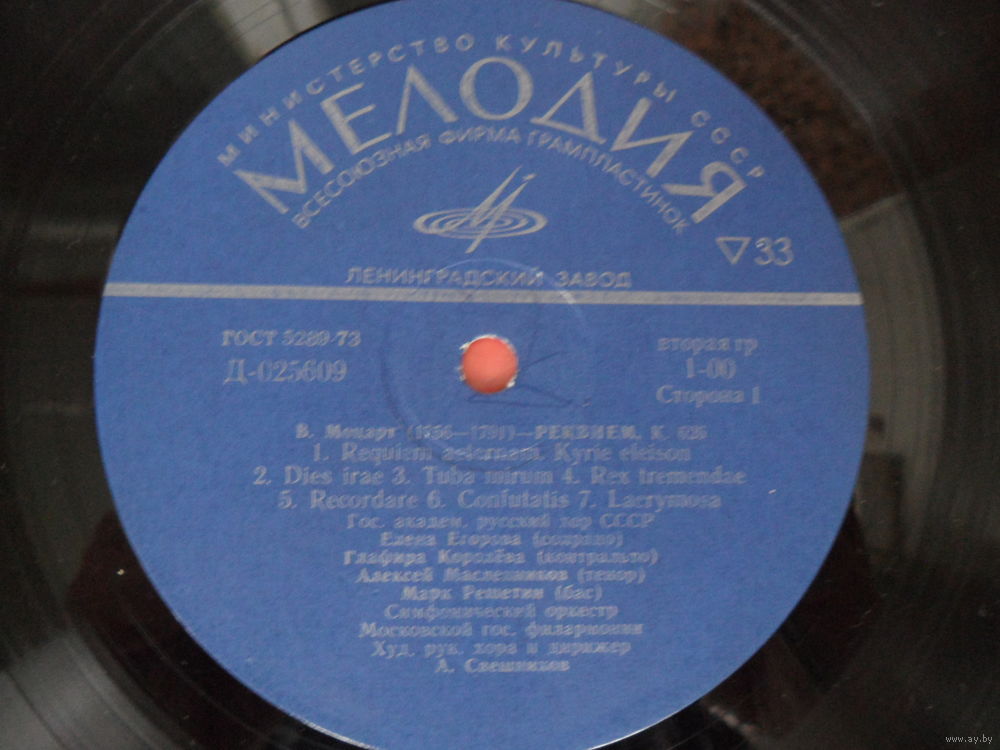 МИНИСТЕРСТВО КУЛЬТУРЫ СССР
МЕЛОДИЯ
ВСЕСОЮЗНАЯ ФИРМА ГРАМПЛАСТИНОК
33
ЛЕНИНГРАДСКИЙ ЗАВОД
ГОСТ 5289-73
Д-025609
вторая гр
1-00
Сторона 1
В. Моцарт (1756—1791)—РЕКВИЕМ, К. 626
1. Requiem aeternam. Kyrie eleison
2. Dies irae 3. Tuba mirum 4. Rex tremendae
5. Recordare 6. Confutatis 7. Lacrymosa
Гос. академ. русский хор СССР
Елена Егорова (сопрано)
Глафира Королёва (контральто)
Алексей Масленников (тенор)
Марк Решетин (бас)
Симфонический оркестр
Московской гос. филармонии
Худ. рук. хора и дирижер
А. Свешников
www.ay.by